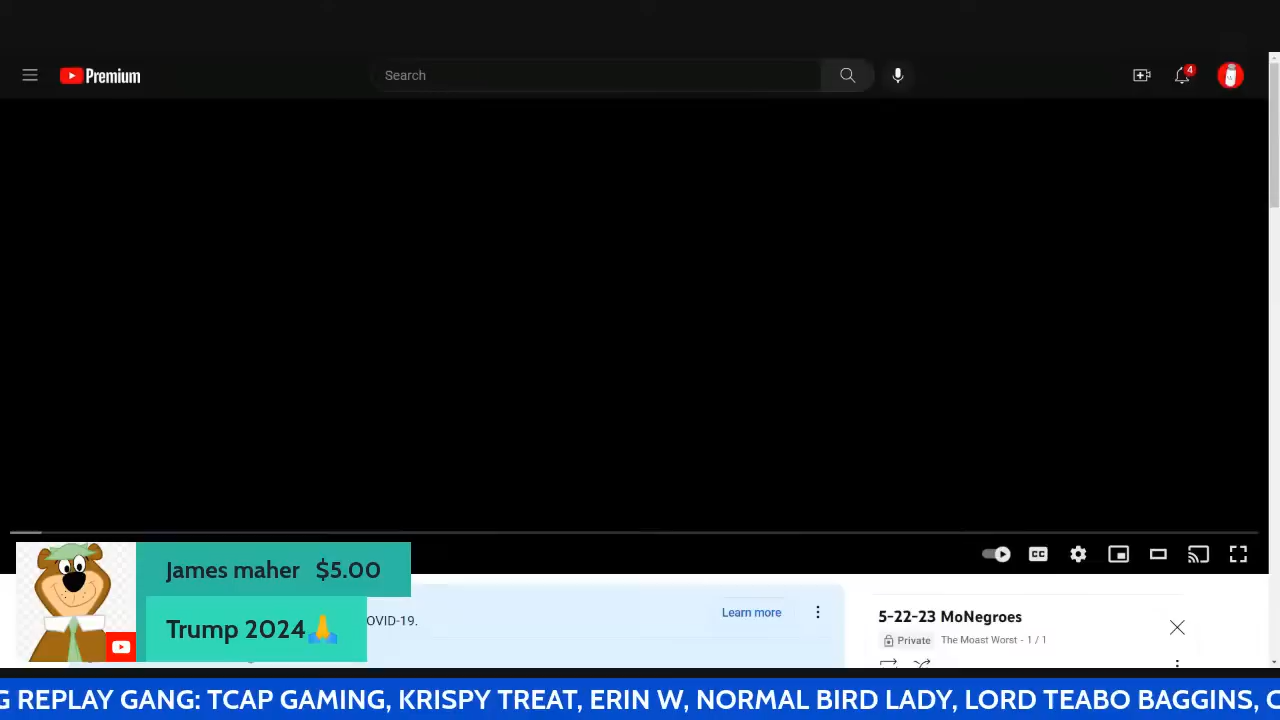 Premium
Search
4
CC
James maher $5.00
Trump 2024🙏
OVID-19.
Learn more
5-22-23 MoNegroes
Private The Moast Worst - 1 / 1
G REPLAY GANG: TCAP GAMING, KRISPY TREAT, ERIN W, NORMAL BIRD LADY, LORD TEABO BAGGINS, C